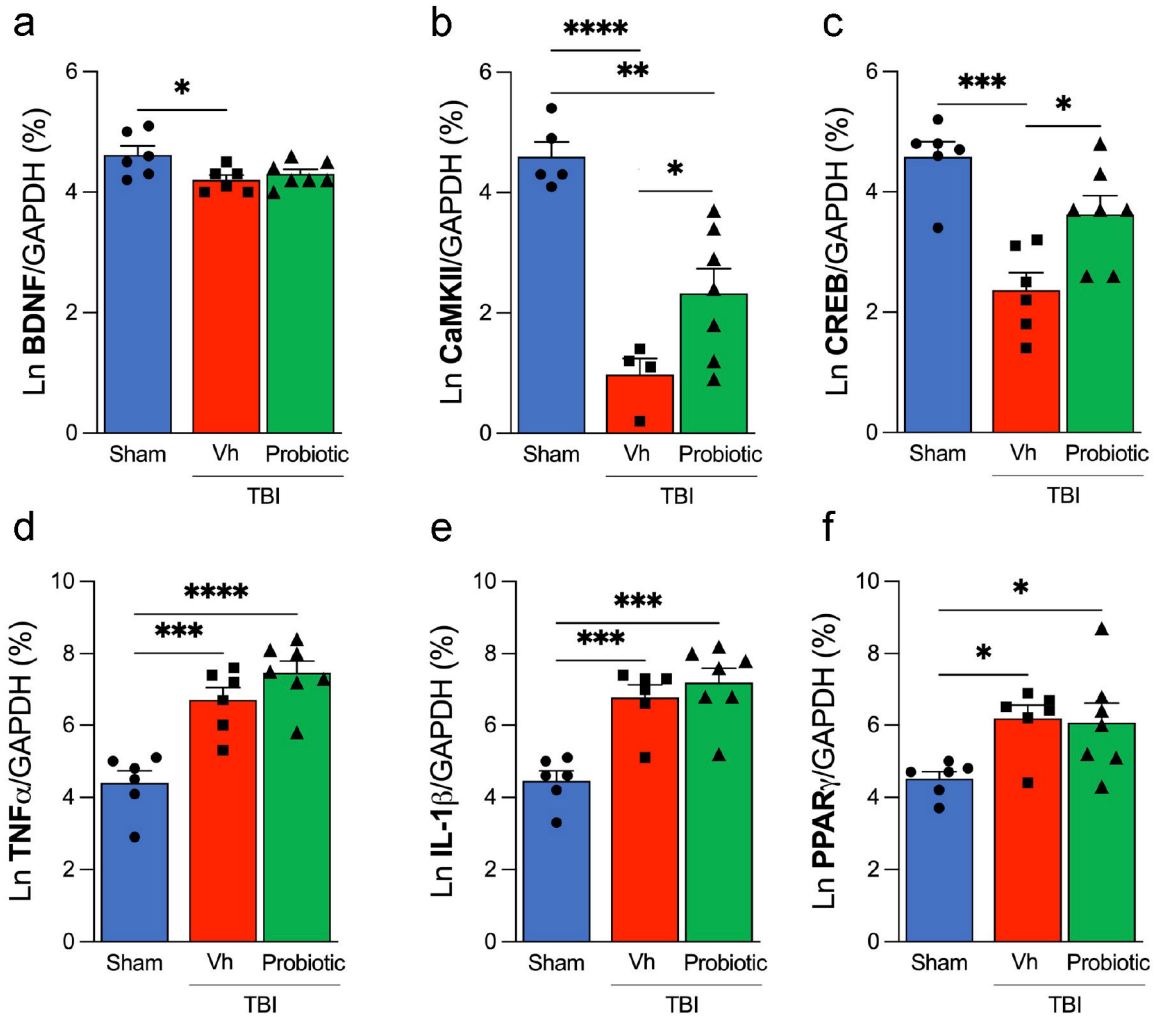 a
Ln BDNF/GAPDH (%)
6
4
2
0
*
Sham
Vh
Probiotic
TBI
b
Ln CaMKII/GAPDH (%)
6
4
2
0
****
**
*
Sham
Vh
Probiotic
TBI
c
Ln CREB/GAPDH (%)
6
4
2
0
***
*
Sham
Vh
Probiotic
TBI
d
Ln TNFα/GAPDH (%)
10
8
6
4
2
0
****
***
Sham
Vh
Probiotic
TBI
e
Ln IL-1β/GAPDH (%)
10
8
6
4
2
0
***
***
Sham
Vh
Probiotic
TBI
f
Ln PPARγ/GAPDH (%)
10
8
6
4
2
0
*
*
Sham
Vh
Probiotic
TBI